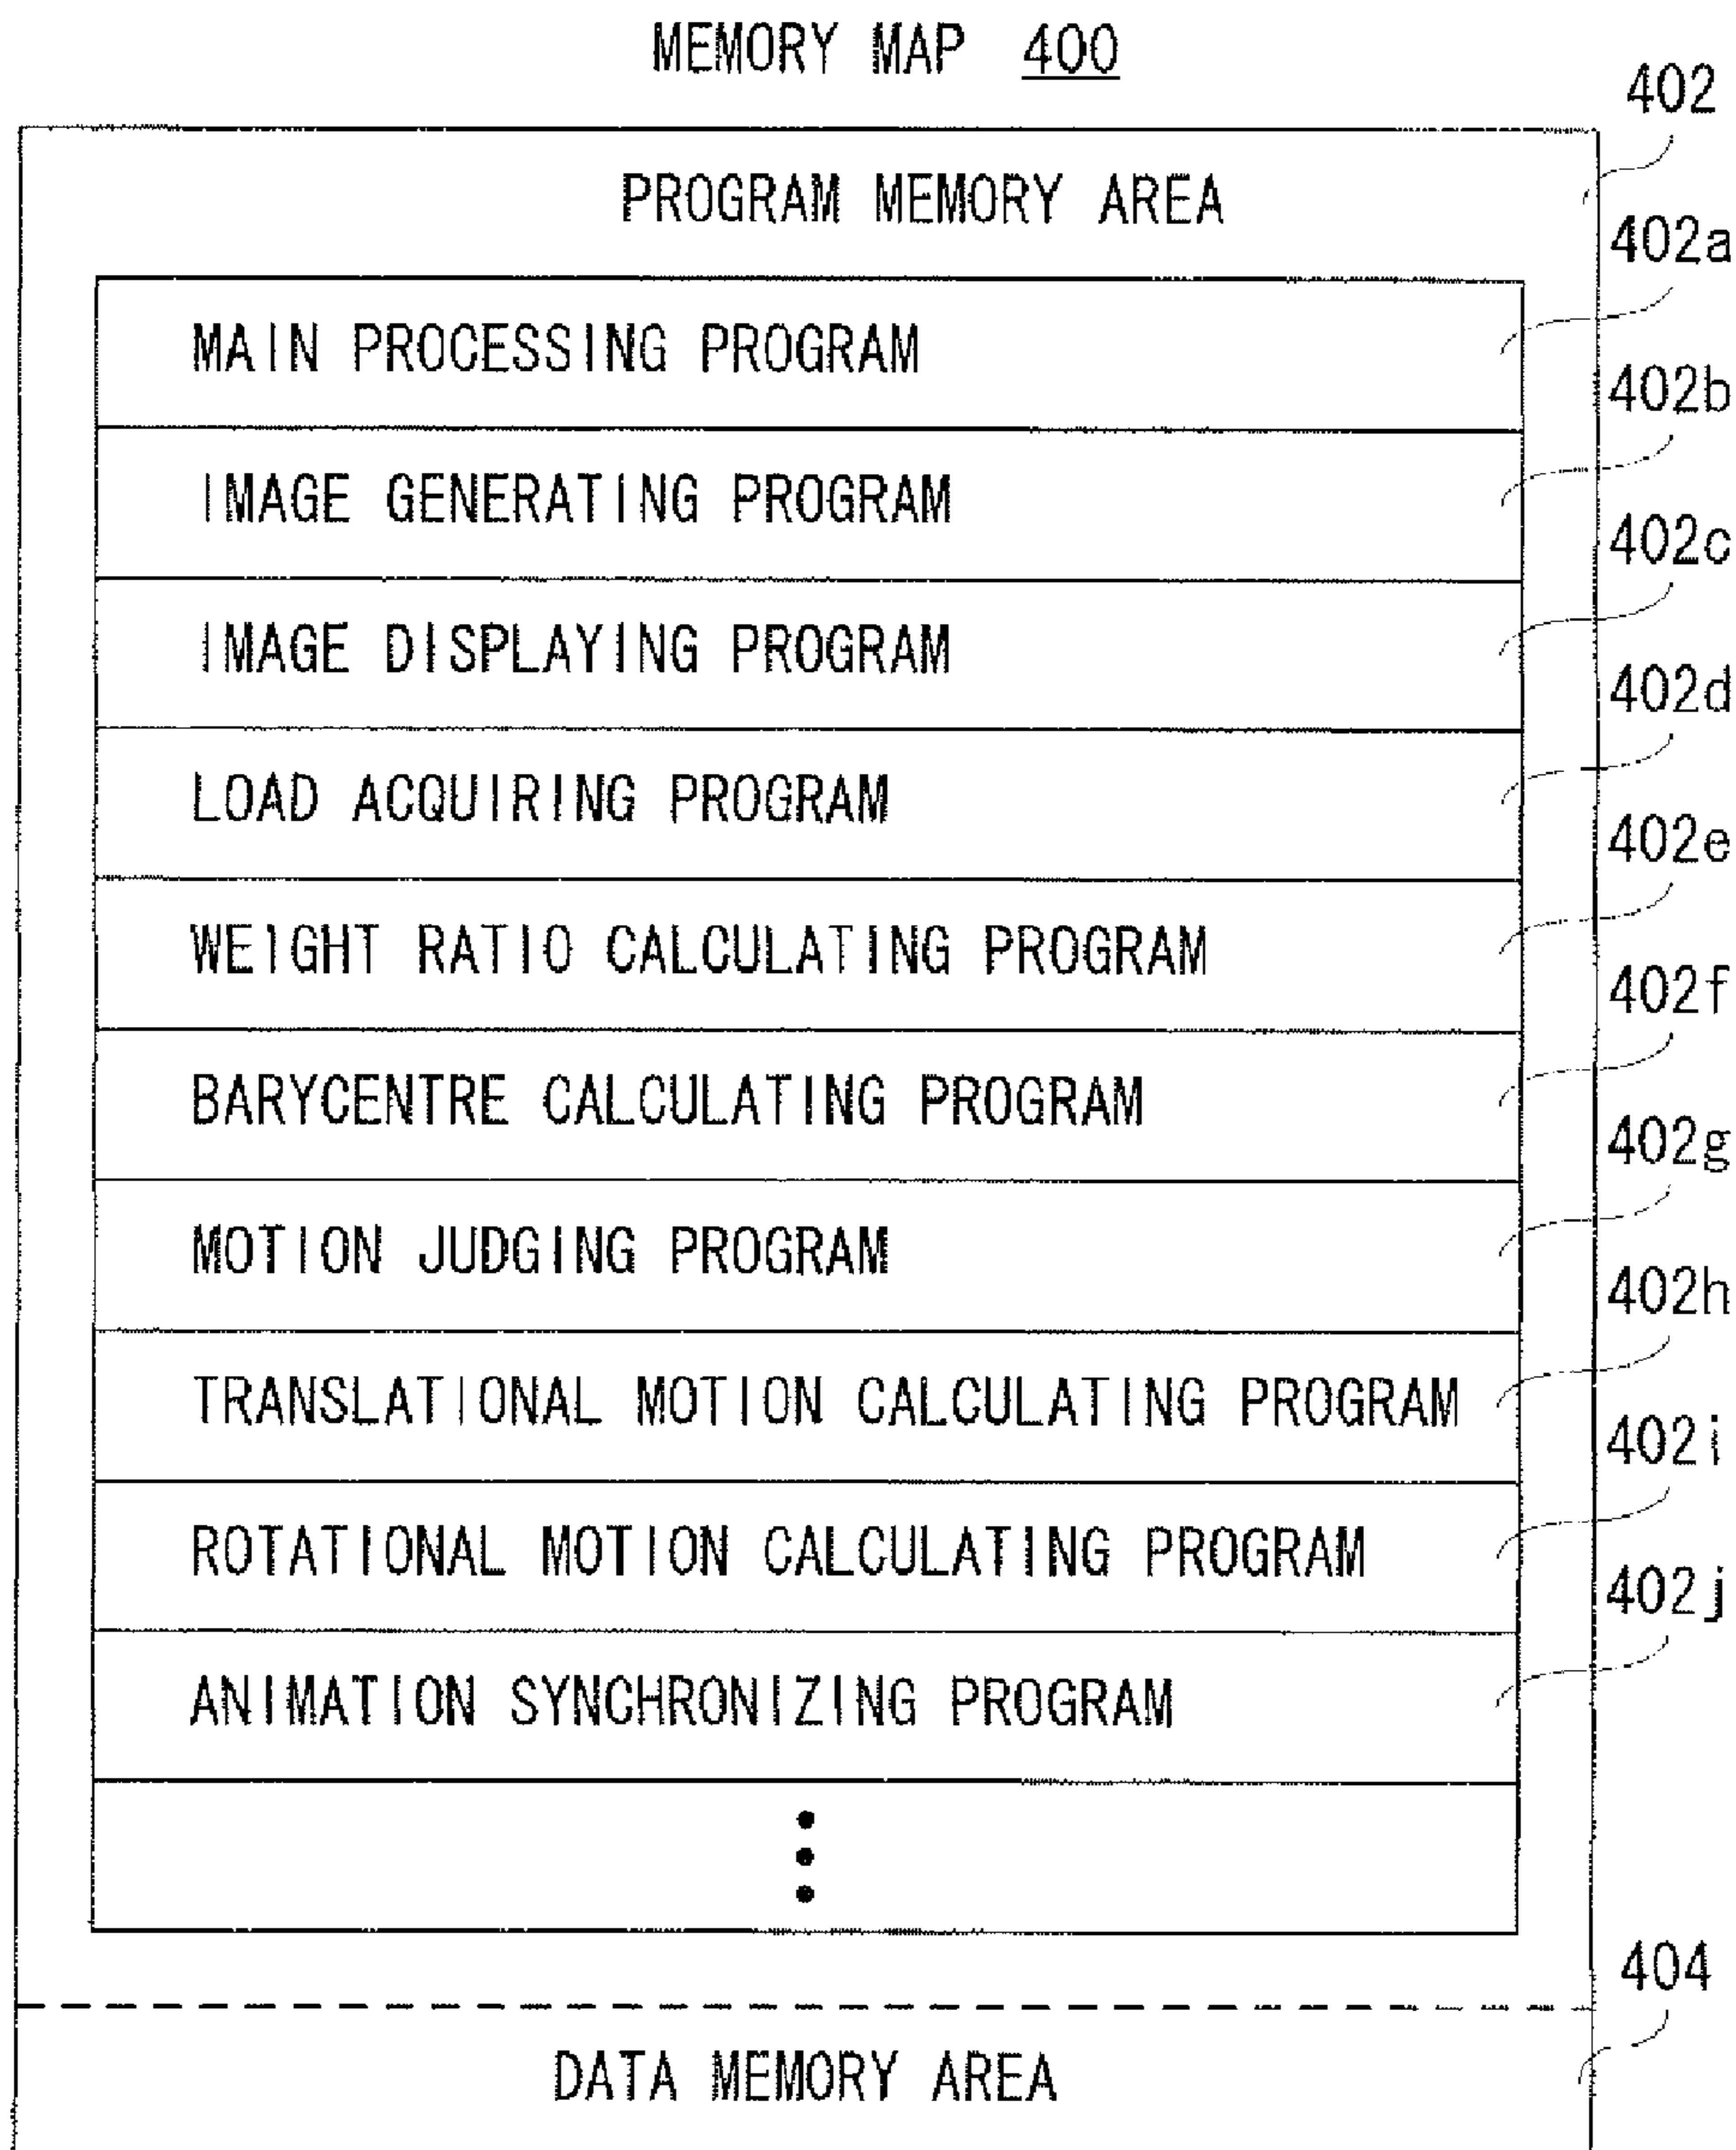 MEMORY MAP 400
402
PROGRAM MEMORY AREA
402a
MAIN PROCESSING PROGRAM
402b
IMAGE GENERATING PROGRAM
402c
IMAGE DISPLAYING PROGRAM
402d
LOAD ACQUIRING PROGRAM
402e
WEIGHT RATIO CALCULATING PROGRAM
402f
BARYCENTRE CALCULATING PROGRAM
402g
MOTION JUDGING PROGRAM
402h
TRANSLATIONAL MOTION CALCULATING PROGRAM
402i
ROTATIONAL MOTION CALCULATING PROGRAM
402j
ANIMATION SYNCHRONIZING PROGRAM
404
DATA MEMORY AREA